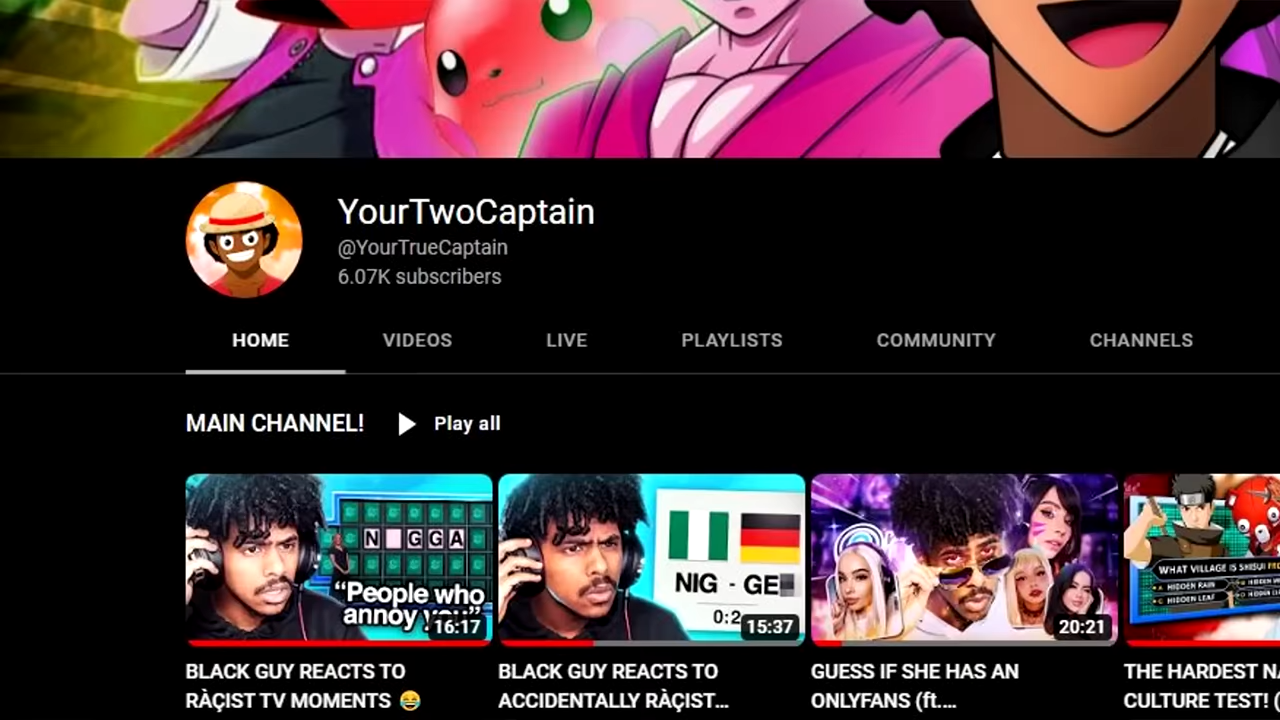 YourTwoCaptain
@YourTrueCaptain
6.07K subscribers
HOME VIDEOS LIVE PLAYLISTS COMMUNITY CHANNELS
MAIN CHANNEL! Play all
N GGA
“People who
annoy you”
16:17
NIG - GE
0:2
15:37
20:21
WHAT VILLAGE IS SHISUI FRO
HIDDEN RAIN
HIDDEN LEAF
BLACK GUY REACTS TO
RÀÇIST TV MOMENTS 😂
BLACK GUY REACTS TO
ACCIDENTALLY RÀÇIST...
GUESS IF SHE HAS AN
ONLYFANS (ft....
THE HARDEST NA
CULTURE TEST! (